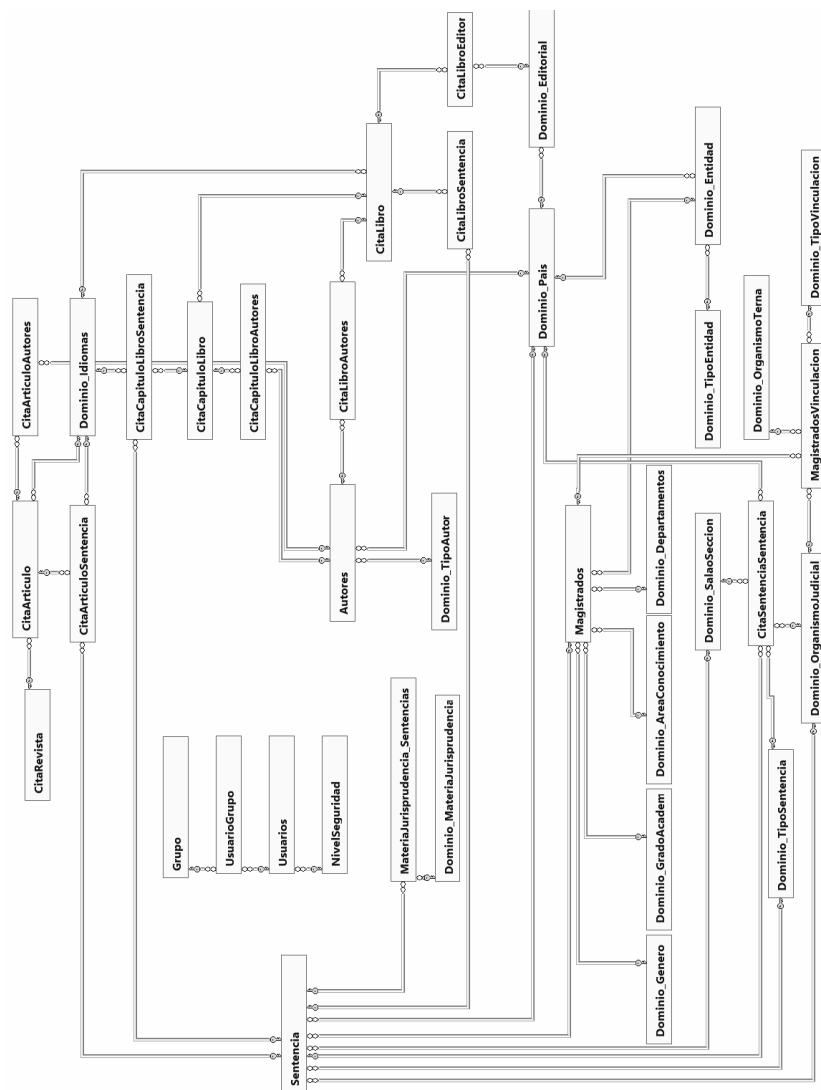 CitaRevista
CitaArticulo
CitaArticuloAutores
CitaArticuloSentencia
Dominio_Idiomas
CitaCapituloLibroSentencia
Grupo
CitaCapituloLibro
UsuarioGrupo
CitaCapituloLibroAutores
Usuarios
Sentencia
NivelSeguridad
Autores
CitaLibroAutores
CitaLibro
MateriaJurisprudencia_Sentencias
Dominio_MateriaJurisprudencia
Dominio_TipoAutor
CitaLibroSentencia
CitaLibroEditor
Dominio_Pais
Dominio_Editorial
Magistrados
Dominio_Genero
Dominio_GradoAcadem
Dominio_AreaConocimiento
Dominio_Departamentos
Dominio_SalaoSeccion
Dominio_TipoEntidad
Dominio_Entidad
CitaSentenciaSentencia
Dominio_OrganismoTerna
Dominio_TipoSentencia
Dominio_OrganismoJudicial
MagistradosVinculacion
Dominio_TipoVinculacion